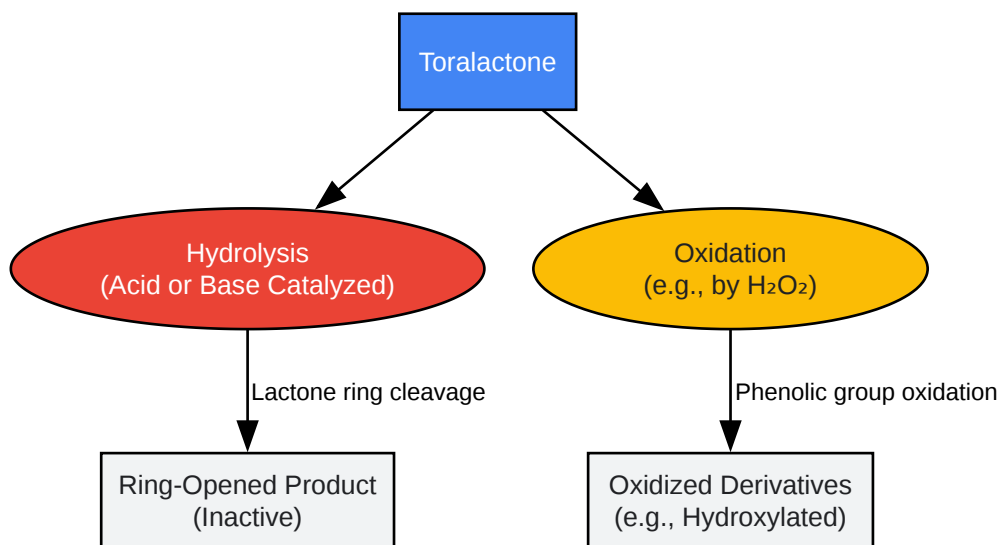 Toralactone
Hydrolysis
(Acid or Base Catalyzed)
Oxidation
(e.g., by H₂O₂)
Lactone ring cleavage
Phenolic group oxidation
Ring-Opened Product
(Inactive)
Oxidized Derivatives
(e.g., Hydroxylated)